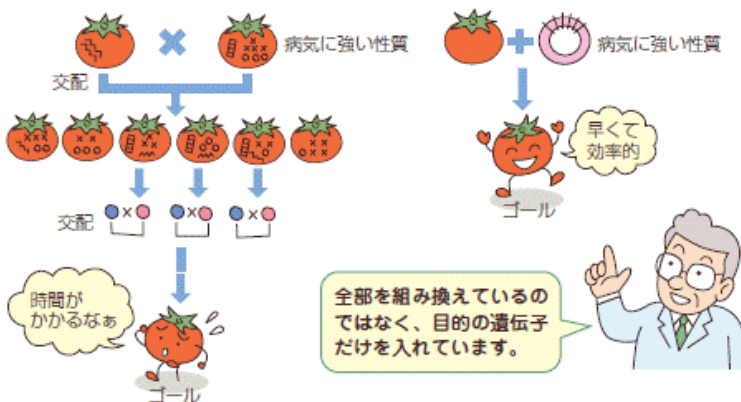 病気に強い性質
交配
交配
時間が
かかるなぁ
ゴール
病気に強い性質
早くて
効率的
ゴール
全部を組み換えているの
ではなく、目的の遺伝子
だけを入れています。